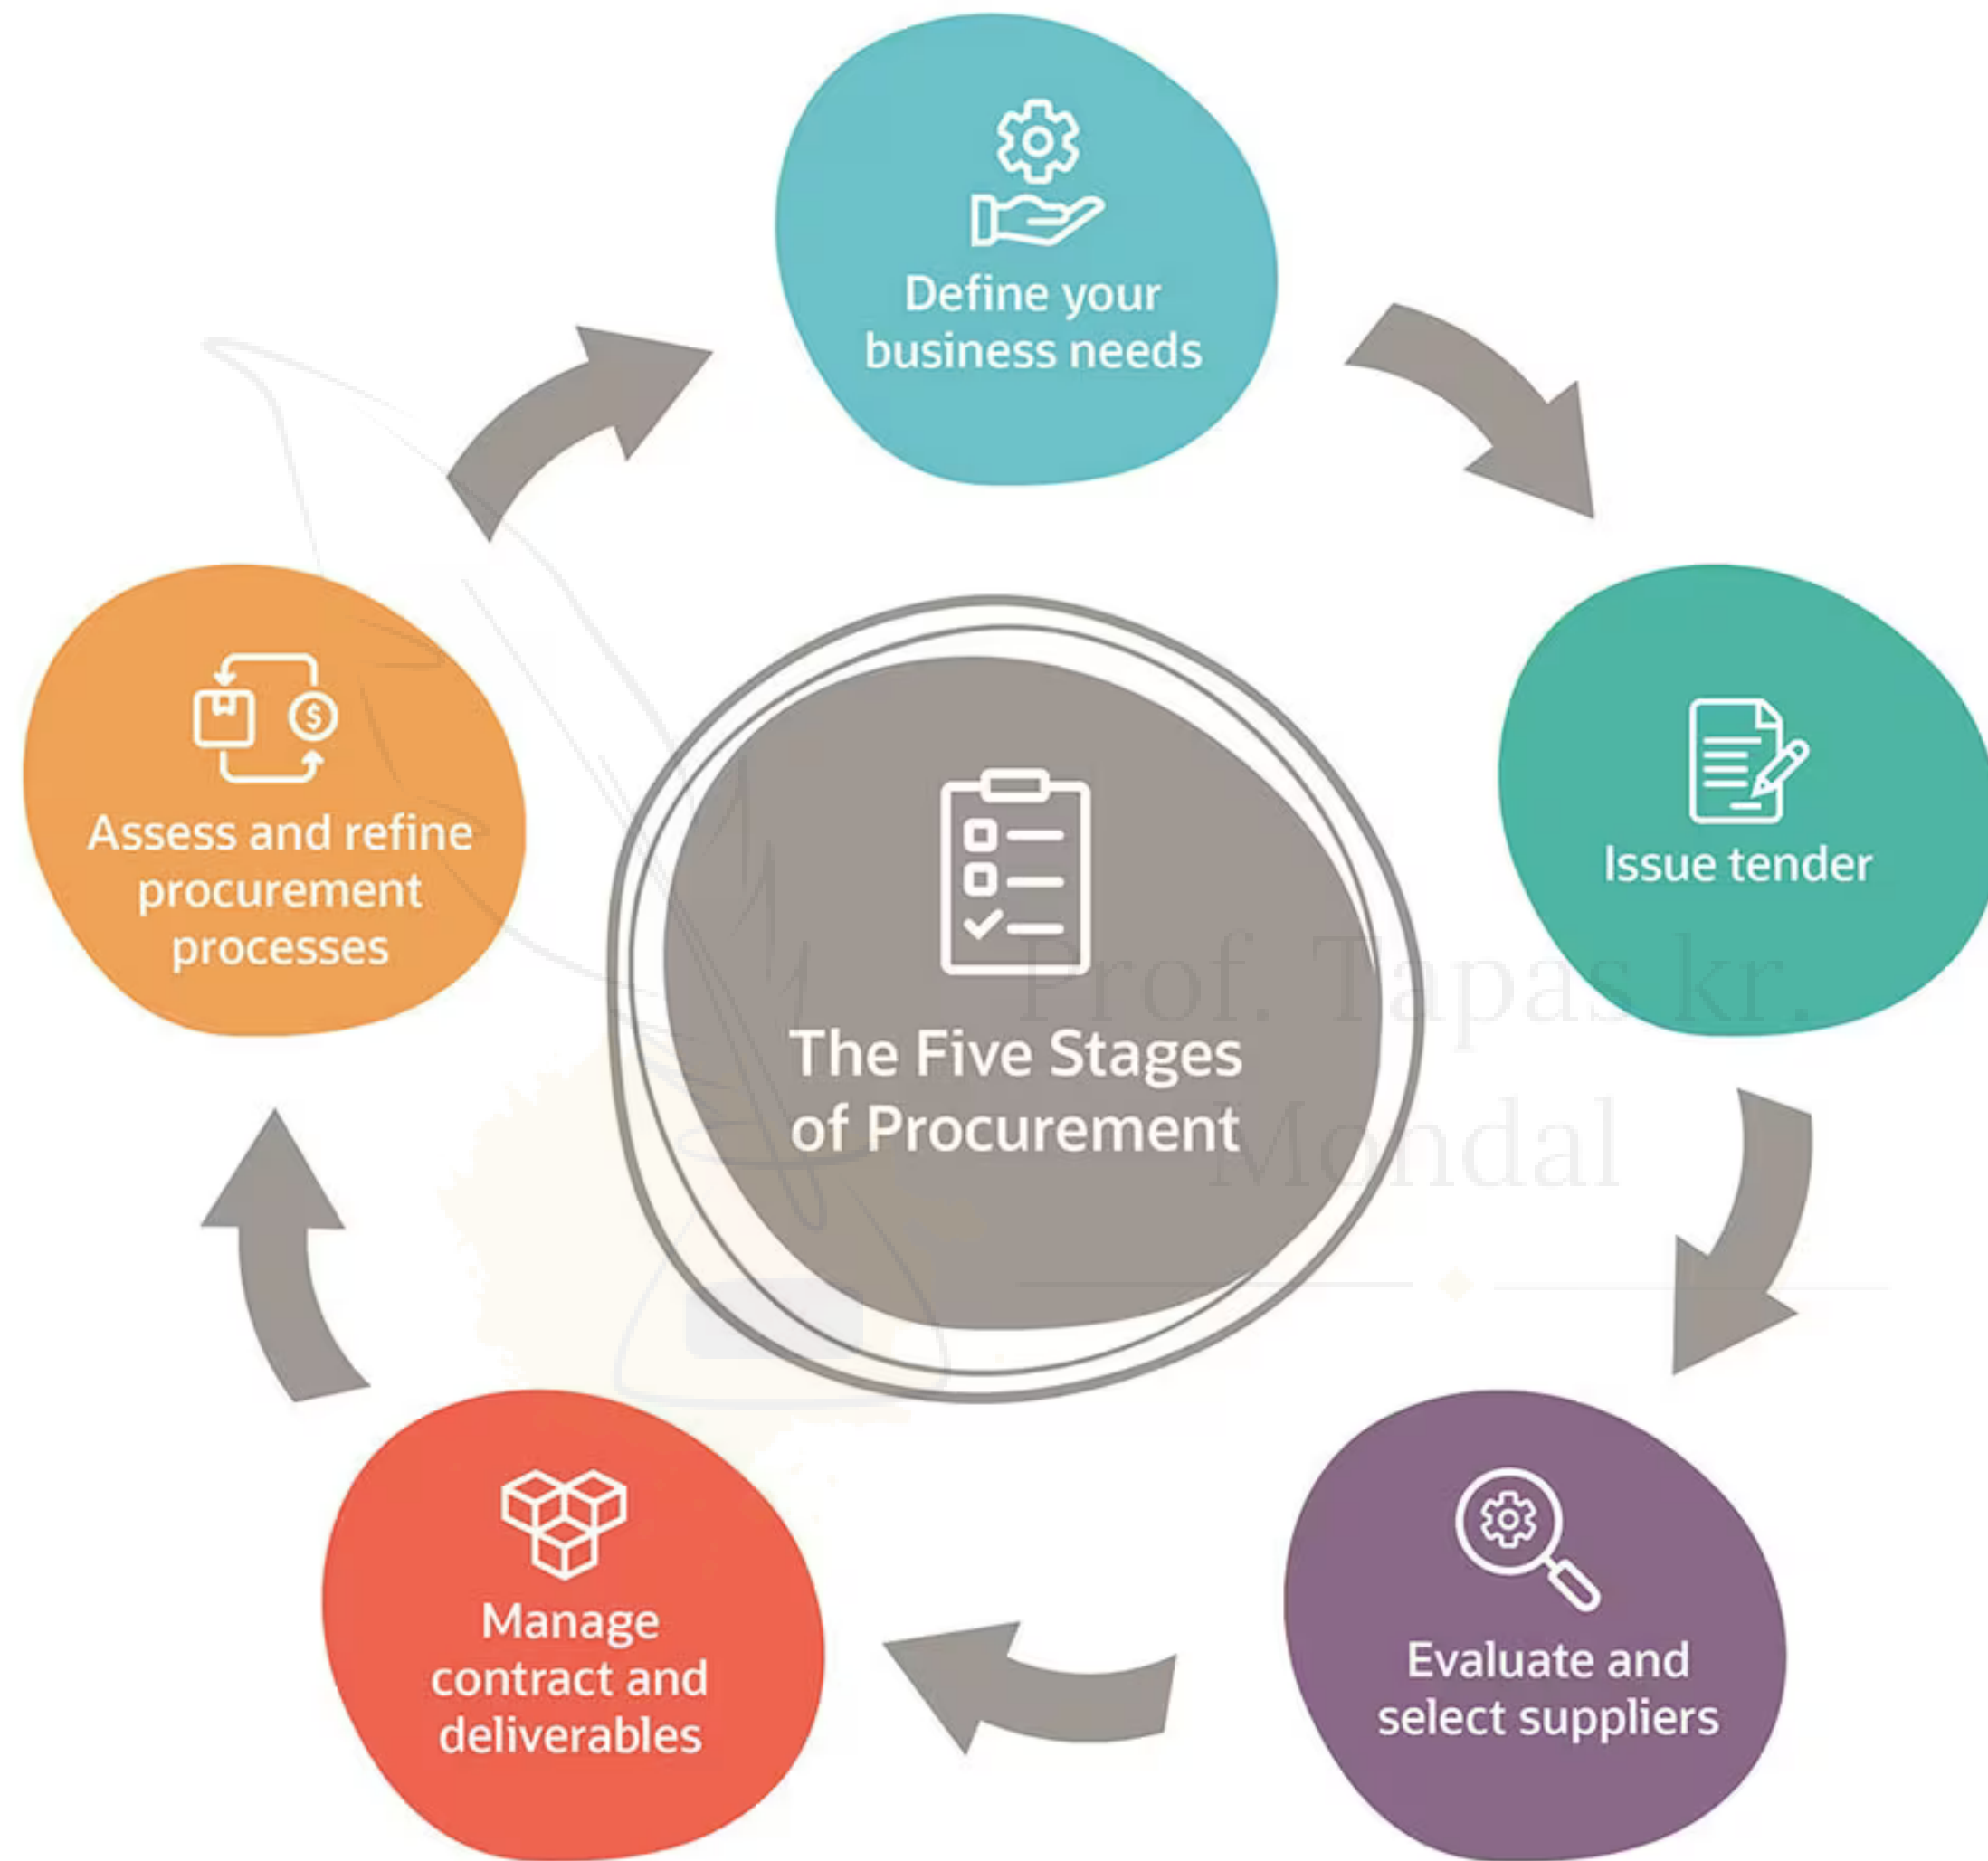 Define your
business needs
Issue tender
Evaluate and
select suppliers
Manage
contract and
deliverables
Assess and refine
procurement
processes
The Five Stages
of Procurement
Prof. Tapas kr.
Mondal